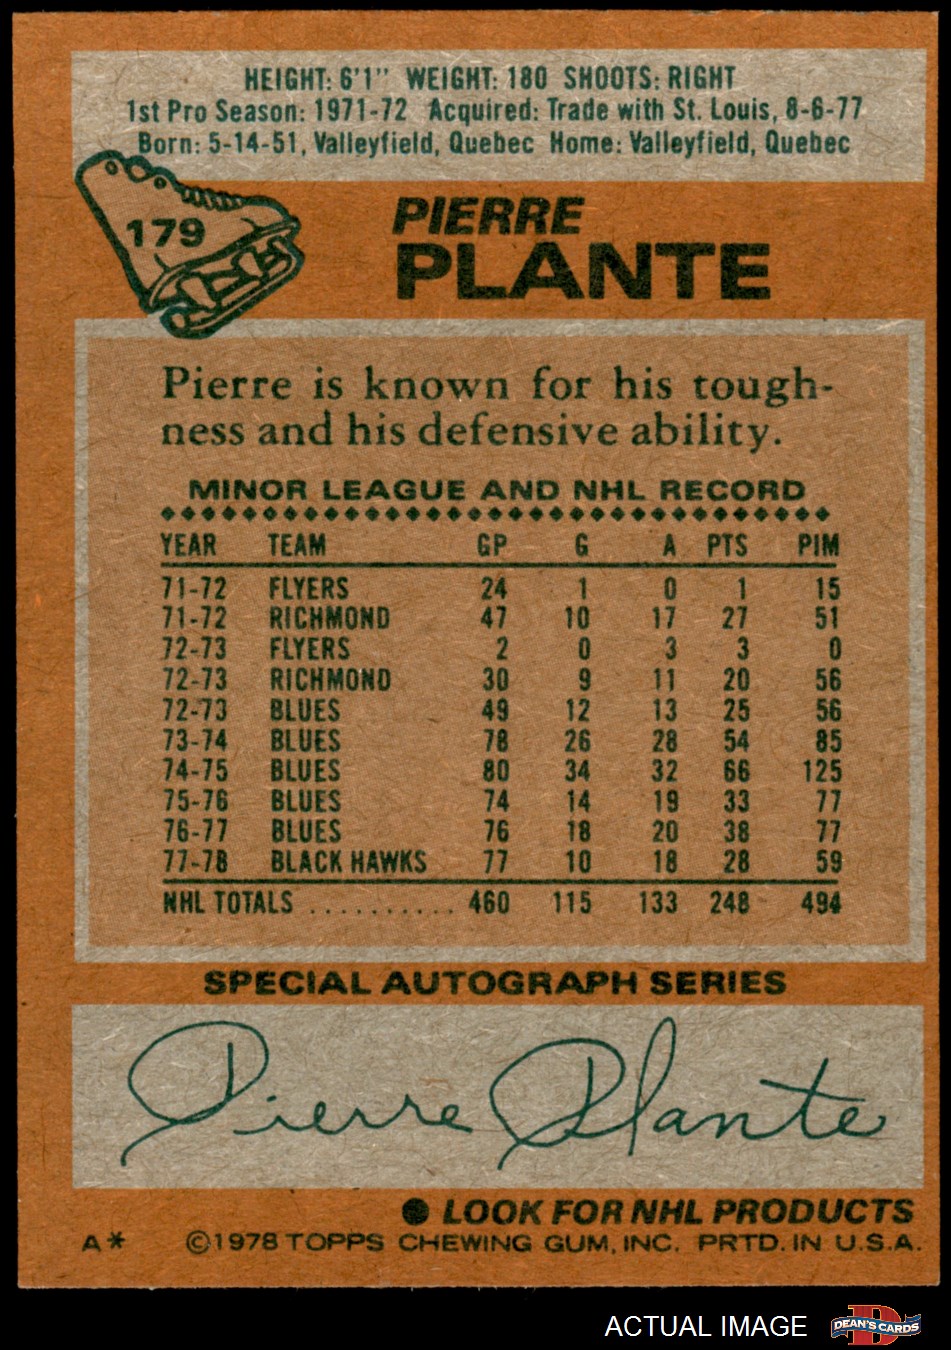 HEIGHT: 6'1" WEIGHT: 180 SHOOTS: RIGHT
1st Pro Season: 1971-72 Acquired: Trade with St. Louis, 8-6-77
Born: 5-14-51, Valleyfield, Quebec Home: Valleyfield, Quebec
179
PIERRE
PLANTE
Pierre is known for his tough-
ness and his defensive ability.
MINOR LEAGUE AND NHL RECORD
YEAR TEAM GP G A PTS PIM
71-72 FLYERS 24 1 0 1 15
71-72 RICHMOND 47 10 17 27 51
72-73 FLYERS 2 0 3 3 0
72-73 RICHMOND 30 9 11 20 56
72-73 BLUES 49 12 13 25 56
73-74 BLUES 78 26 28 54 85
74-75 BLUES 80 34 32 66 125
75-76 BLUES 74 14 19 33 77
76-77 BLUES 76 18 20 38 77
77-78 BLACK HAWKS 77 10 18 28 59
NHL TOTALS .......... 460 115 133 248 494
SPECIAL AUTOGRAPH SERIES
Pierre Plante
● LOOK FOR NHL PRODUCTS
A* ©1978 TOPPS CHEWING GUM, INC. PRTD. IN U.S.A.
ACTUAL IMAGE
D DEAN'S CARDS